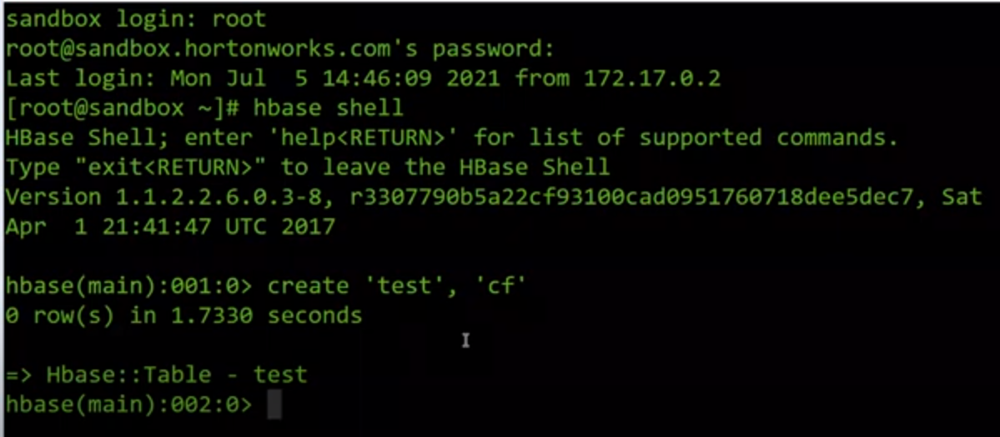 sandbox login: root
root@sandbox.hortonworks.com's password:
Last login: Mon Jul  5 14:46:09 2021 from 172.17.0.2
[root@sandbox ~]# hbase shell
HBase Shell; enter 'help<RETURN>' for list of supported commands.
Type "exit<RETURN>" to leave the HBase Shell
Version 1.1.2.2.6.0.3-8, r3307790b5a22cf93100cad0951760718dee5dec7, Sat
Apr  1 21:41:47 UTC 2017
hbase(main):001:0> create 'test', 'cf'
0 row(s) in 1.7330 seconds
=> Hbase::Table - test
hbase(main):002:0>